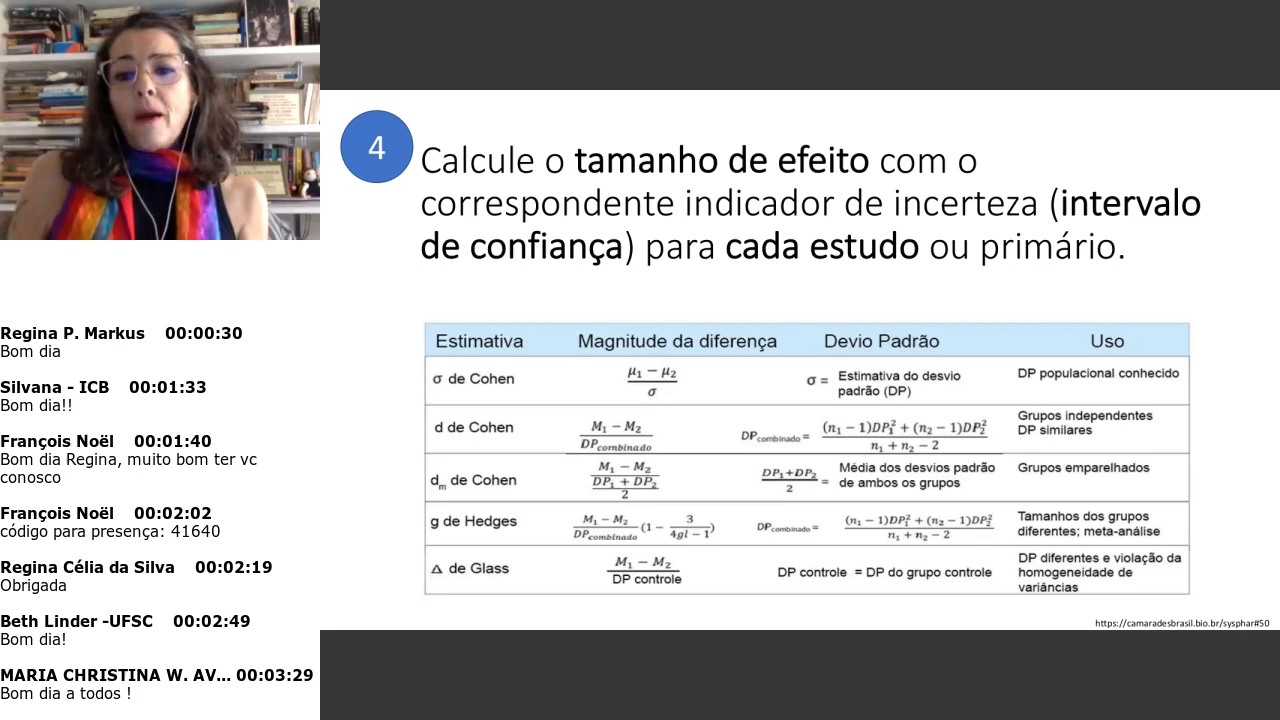 4
Calcule o tamanho de efeito com o
correspondente indicador de incerteza (intervalo
de confiança) para cada estudo ou primário.
Estimativa Magnitude da diferença Devio Padrão Uso
σ de Cohen μ₁ − μ₂ / σ σ = Estimativa do desvio padrão (DP) DP populacional conhecido
d de Cohen M₁ − M₂ / DPcombinado DPcombinado = (n₁ − 1)DP₁² + (n₂ − 1)DP₂² / n₁ + n₂ − 2 Grupos independentes DP similares
dm de Cohen M₁ − M₂ / DP₁ + DP₂ / 2 DP₁+DP₂ / 2 = Média dos desvios padrão de ambos os grupos Grupos emparelhados
g de Hedges M₁ − M₂ / DPcombinado (1 − 3 / 4gl − 1) DPcombinado = (n₁ − 1)DP₁² + (n₂ − 1)DP₂² / n₁ + n₂ − 2 Tamanhos dos grupos diferentes; meta-análise
Δ de Glass M₁ − M₂ / DP controle DP controle = DP do grupo controle DP diferentes e violação da homogeneidade de variâncias
https://camaradesbrasil.bio.br/sysphar#50
Regina P. Markus 00:00:30
Bom dia
Silvana - ICB 00:01:33
Bom dia!!
François Noël 00:01:40
Bom dia Regina, muito bom ter vc
conosco
François Noël 00:02:02
código para presença: 41640
Regina Célia da Silva 00:02:19
Obrigada
Beth Linder -UFSC 00:02:49
Bom dia!
MARIA CHRISTINA W. AV... 00:03:29
Bom dia a todos !